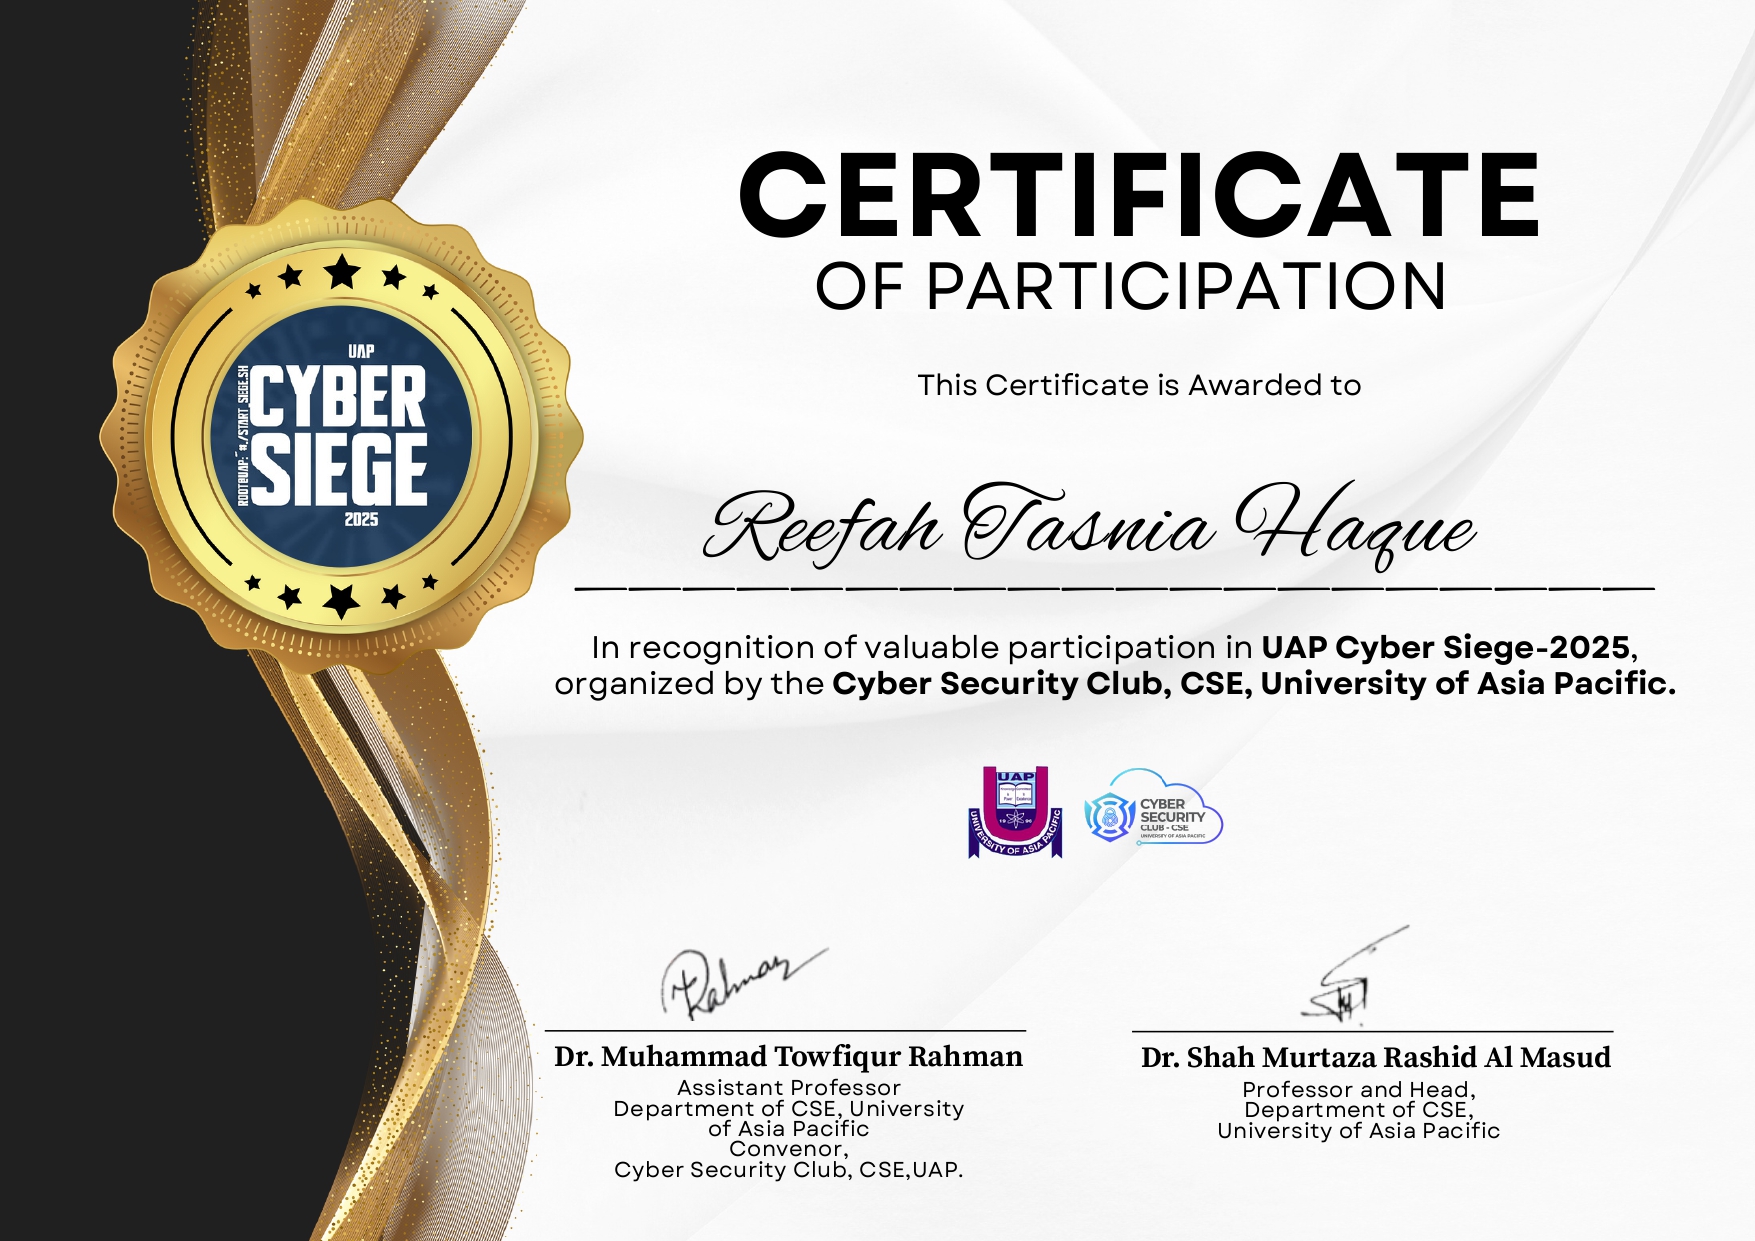 CERTIFICATE
OF PARTICIPATION
This Certificate is Awarded to
Reefah Tasnia Haque
In recognition of valuable participation in UAP Cyber Siege-2025,
organized by the Cyber Security Club, CSE, University of Asia Pacific.
UAP
CYBER
SIEGE
2025
ROOT@UAP:~#./START_SIEGE.SH
UAP
UNIVERSITY OF ASIA PACIFIC
CYBER
SECURITY
CLUB - CSE
UNIVERSITY OF ASIA PACIFIC
Rahman
Dr. Muhammad Towfiqur Rahman
Assistant Professor
Department of CSE, University
of Asia Pacific
Convenor,
Cyber Security Club, CSE,UAP.
Dr. Shah Murtaza Rashid Al Masud
Professor and Head,
Department of CSE,
University of Asia Pacific